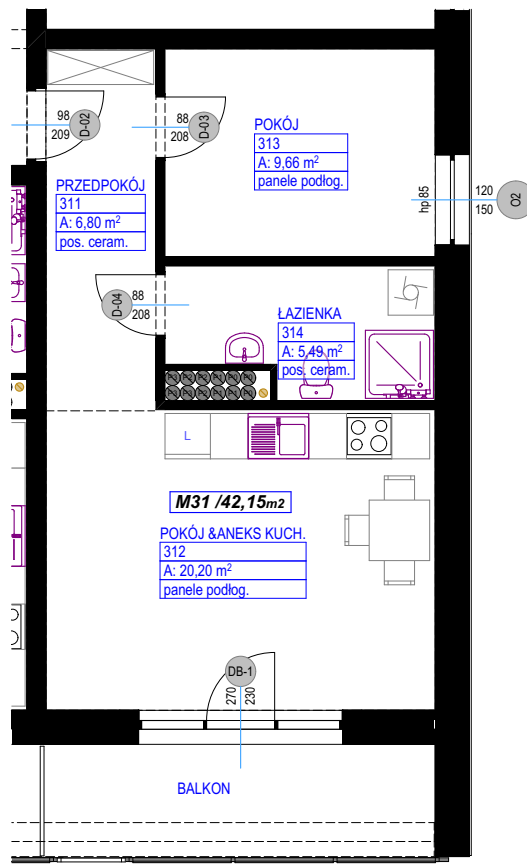 98
209
D-02
88
208
D-03
POKÓJ
313
A: 9,66 m²
panele podłog.
PRZEDPOKÓJ
311
A: 6,80 m²
pos. ceram.
hp 85
120
150
O2
D-04
88
208
ŁAZIENKA
314
A: 5,49 m²
pos. ceram.
L
M31 /42,15m2
POKÓJ &ANEKS KUCH.
312
A: 20,20 m²
panele podłog.
DB-1
270
230
BALKON